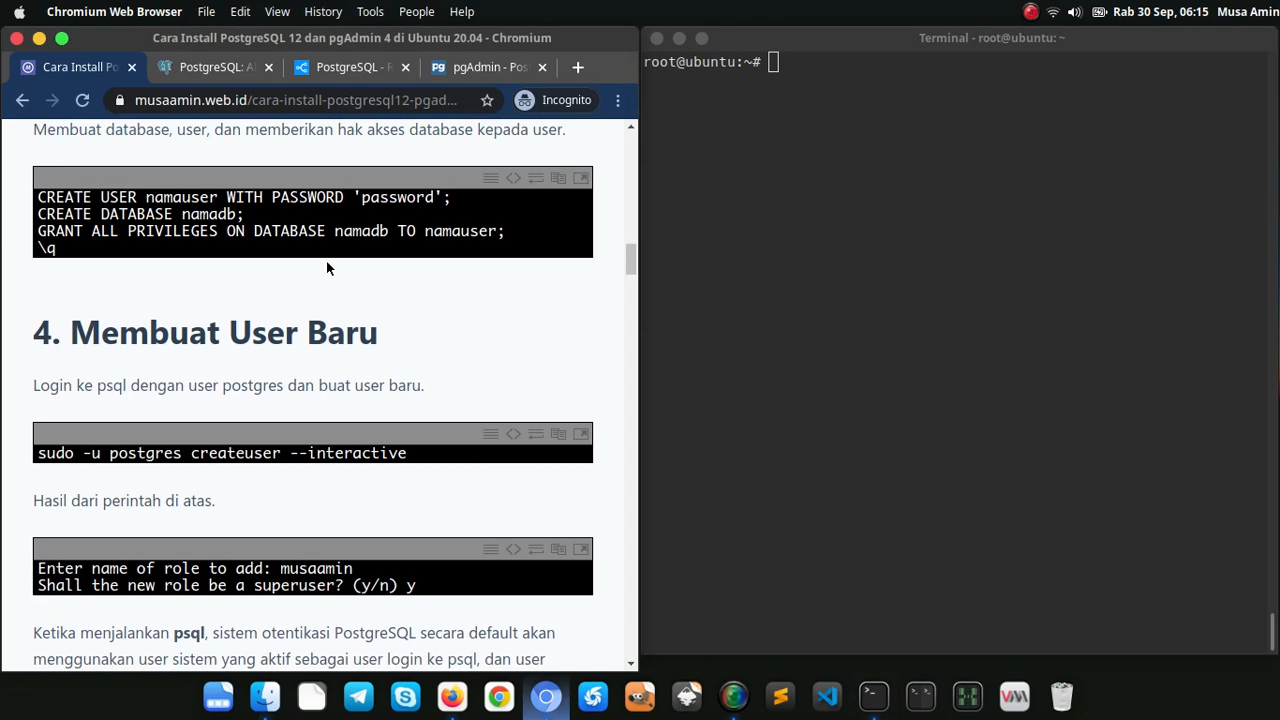 Chromium Web Browser File Edit View History Tools People Help
Rab 30 Sep, 06:15 Musa Amin
Cara Install PostgreSQL 12 dan pgAdmin 4 di Ubuntu 20.04 - Chromium
Cara Install Po
PostgreSQL: A
PostgreSQL - R
pgAdmin - Pos
musaamin.web.id/cara-install-postgresql12-pgad...
Incognito
Membuat database, user, dan memberikan hak akses database kepada user.
CREATE USER namauser WITH PASSWORD 'password';
CREATE DATABASE namadb;
GRANT ALL PRIVILEGES ON DATABASE namadb TO namauser;
\q
4. Membuat User Baru
Login ke psql dengan user postgres dan buat user baru.
sudo -u postgres createuser --interactive
Hasil dari perintah di atas.
Enter name of role to add: musaamin
Shall the new role be a superuser? (y/n) y
Ketika menjalankan psql, sistem otentikasi PostgreSQL secara default akan
menggunakan user sistem yang aktif sebagai user login ke psql, dan user
Terminal - root@ubuntu: ~
root@ubuntu:~#